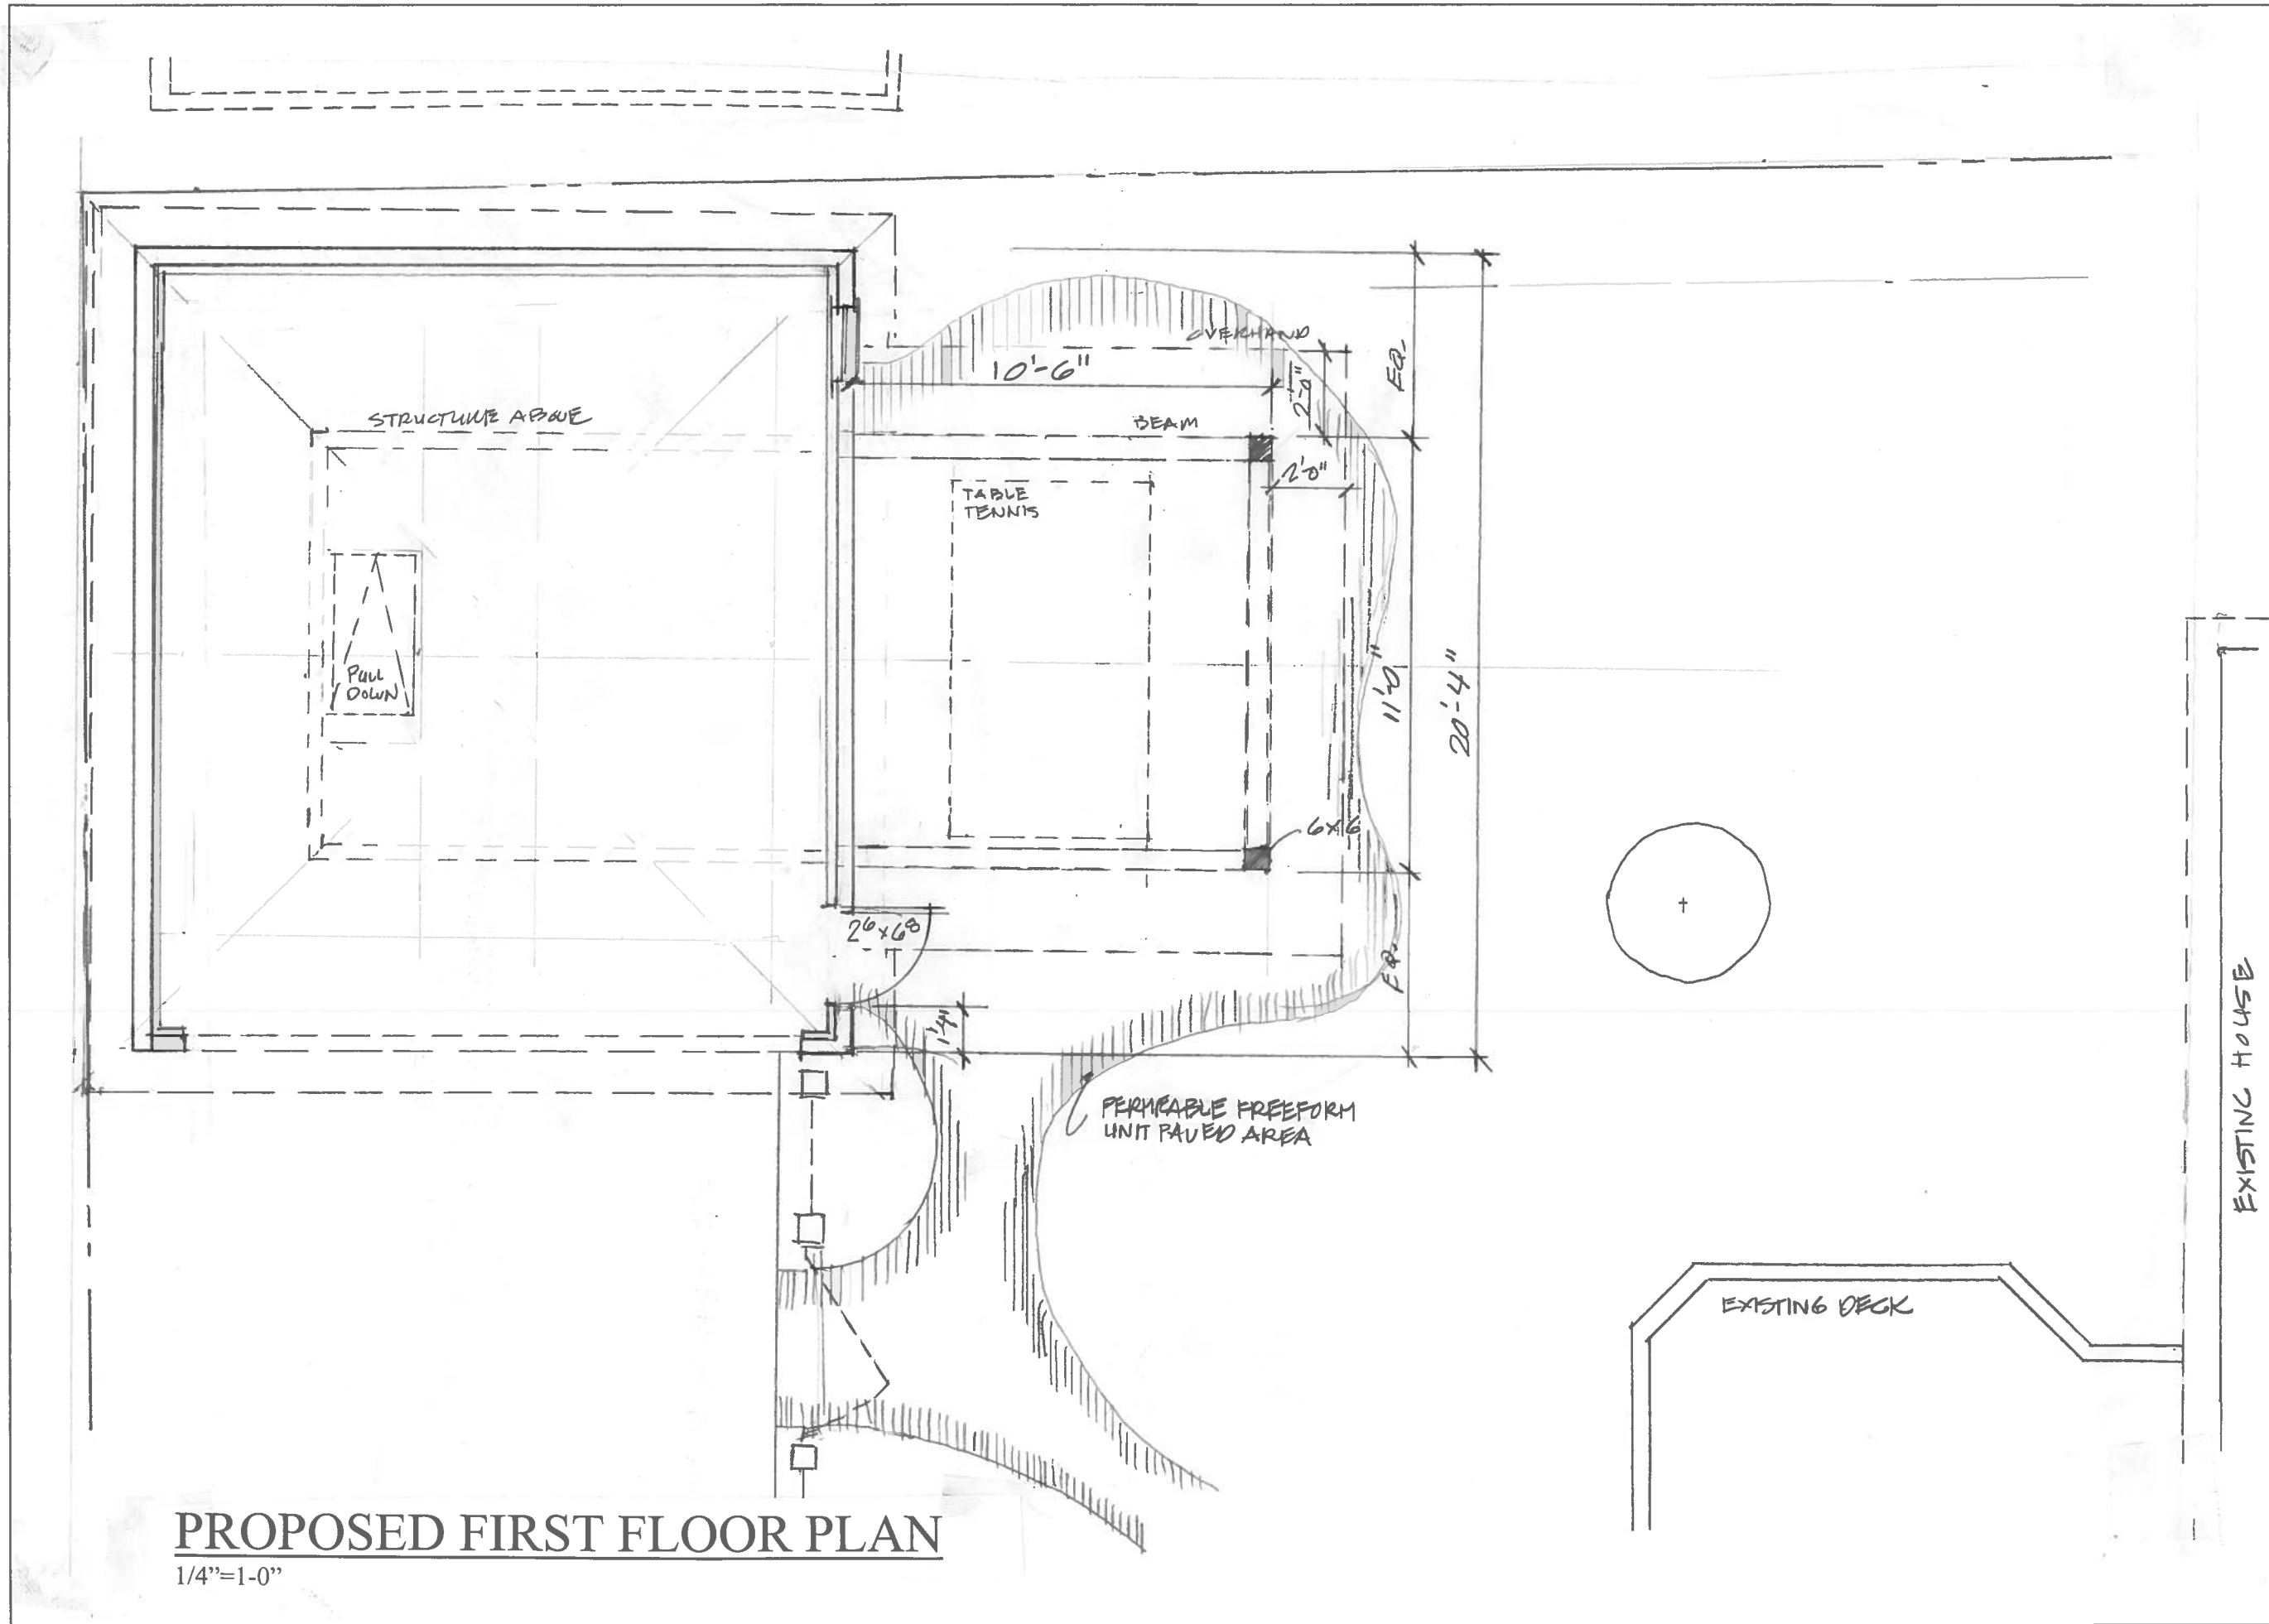 OVERHAND
10'-6"
2'-0"
EQ.
STRUCTURE ABOVE
BEAM
2'-0"
TABLE
TENNIS
PULL
DOWN
11'-0"
20'-4"
6x6
2⁶x6⁸
EQ.
1'-4"
PERMEABLE FREEFORM
UNIT PAVED AREA
EXISTING HOUSE
EXISTING DECK
PROPOSED FIRST FLOOR PLAN
1/4”=1-0”